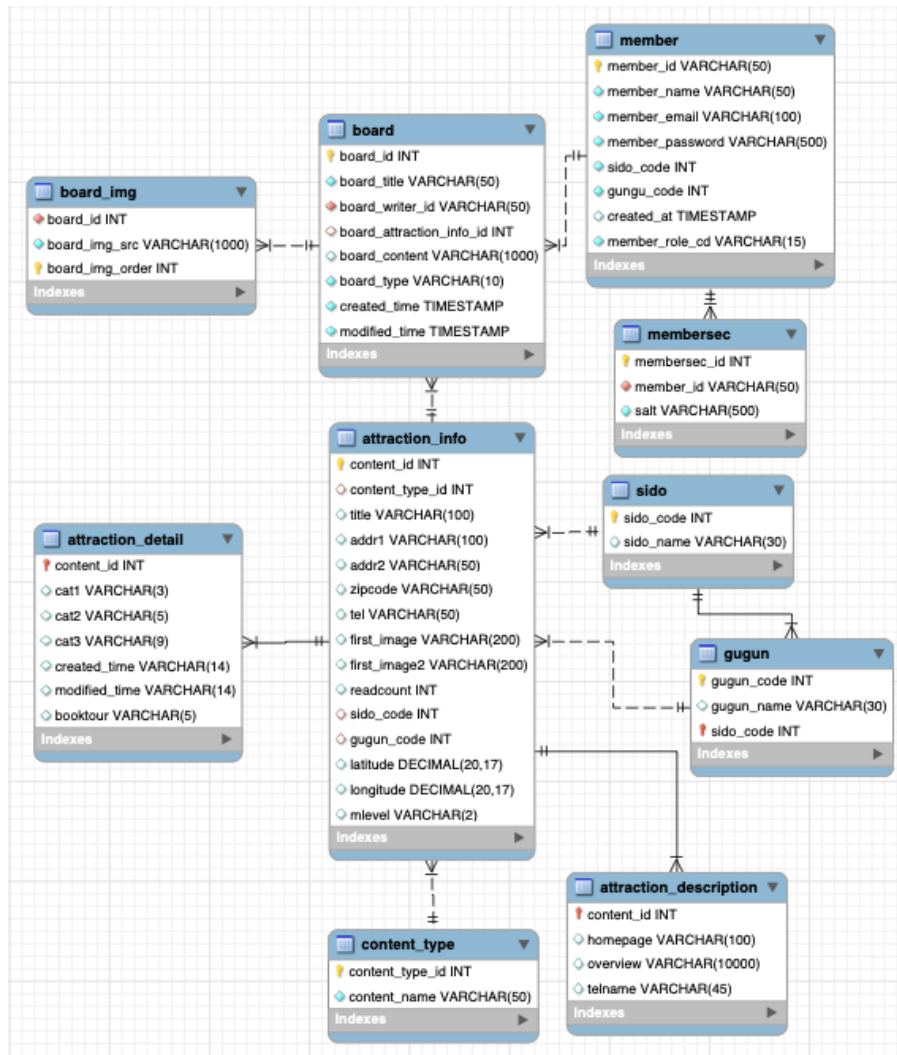 member
member_id VARCHAR(50)
member_name VARCHAR(50)
member_email VARCHAR(100)
member_password VARCHAR(500)
sido_code INT
gungu_code INT
created_at TIMESTAMP
member_role_cd VARCHAR(15)
Indexes
board
board_id INT
board_title VARCHAR(50)
board_writer_id VARCHAR(50)
board_attraction_info_id INT
board_content VARCHAR(1000)
board_type VARCHAR(10)
created_time TIMESTAMP
modified_time TIMESTAMP
Indexes
board_img
board_id INT
board_img_src VARCHAR(1000)
board_img_order INT
Indexes
membersec
membersec_id INT
member_id VARCHAR(50)
salt VARCHAR(500)
Indexes
attraction_info
content_id INT
content_type_id INT
title VARCHAR(100)
addr1 VARCHAR(100)
addr2 VARCHAR(50)
zipcode VARCHAR(50)
tel VARCHAR(50)
first_image VARCHAR(200)
first_image2 VARCHAR(200)
readcount INT
sido_code INT
gugun_code INT
latitude DECIMAL(20,17)
longitude DECIMAL(20,17)
mlevel VARCHAR(2)
Indexes
sido
sido_code INT
sido_name VARCHAR(30)
Indexes
attraction_detail
content_id INT
cat1 VARCHAR(3)
cat2 VARCHAR(5)
cat3 VARCHAR(9)
created_time VARCHAR(14)
modified_time VARCHAR(14)
booktour VARCHAR(5)
Indexes
gugun
gugun_code INT
gugun_name VARCHAR(30)
sido_code INT
Indexes
attraction_description
content_id INT
homepage VARCHAR(100)
overview VARCHAR(10000)
telname VARCHAR(45)
Indexes
content_type
content_type_id INT
content_name VARCHAR(50)
Indexes